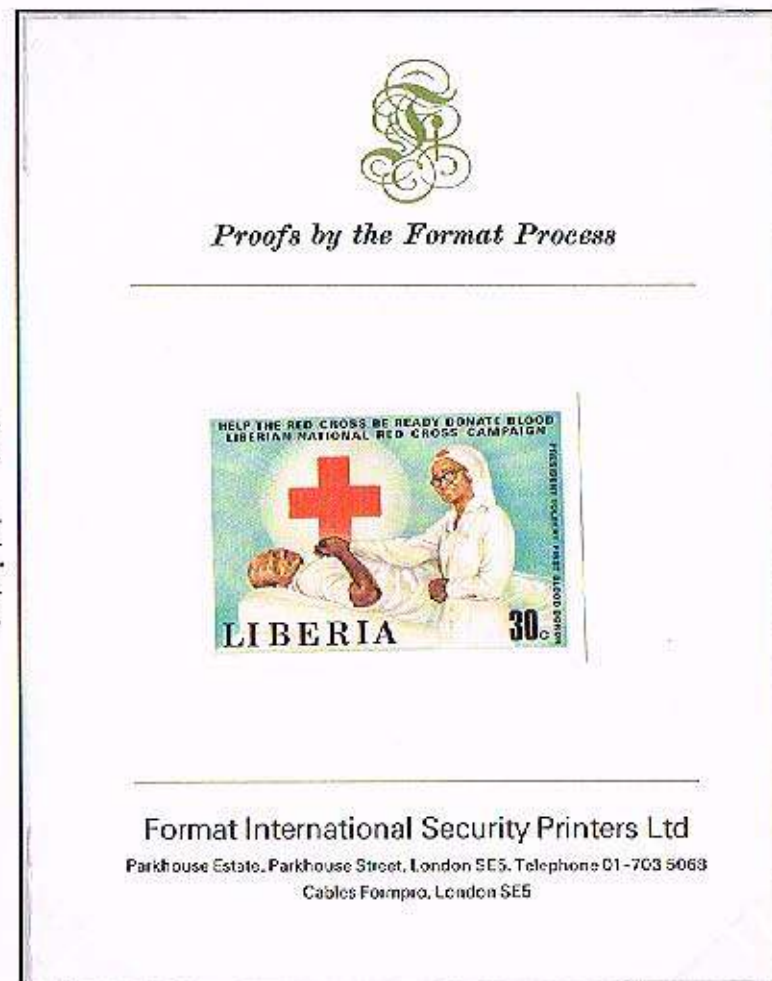 Proofs by the Format Process
HELP THE RED CROSS BE READY DONATE BLOOD
LIBERIAN NATIONAL RED CROSS CAMPAIGN
PRESIDENT TOLBERT FIRST BLOOD DONOR
LIBERIA
30c
Format International Security Printers Ltd
Parkhouse Estate, Parkhouse Street, London SE5. Telephone 01-703 5068
Cables Formpro, London SE5